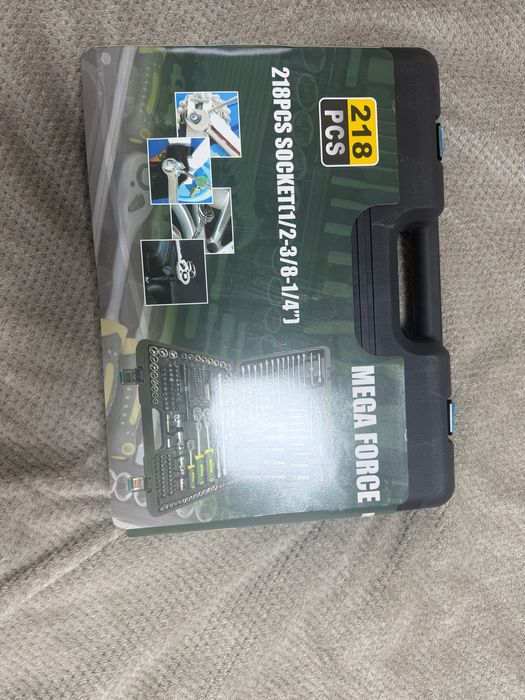 218
PCS
218PCS SOCKET(1/2-3/8-1/4")
MEGA FORCE